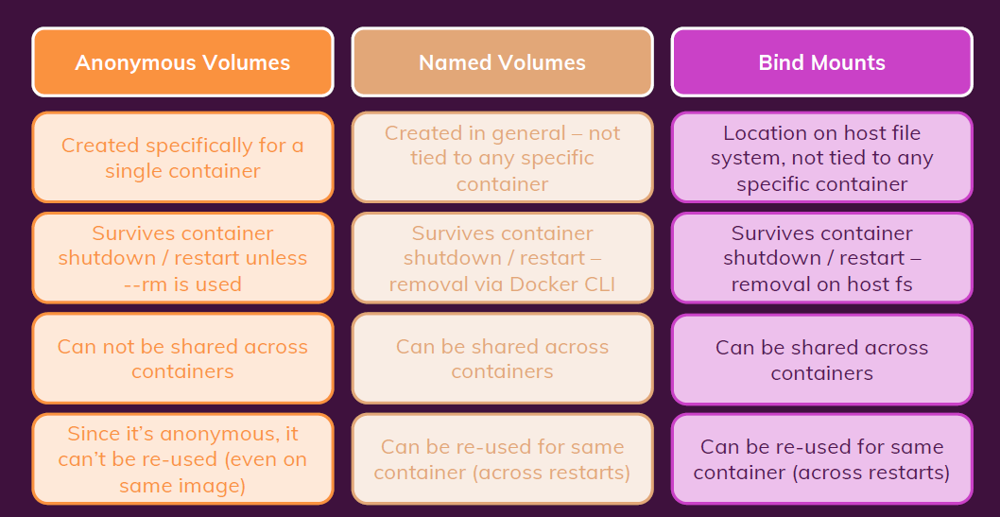 Anonymous Volumes
Named Volumes
Bind Mounts
Created specifically for a
single container
Created in general – not
tied to any specific
container
Location on host file
system, not tied to any
specific container
Survives container
shutdown / restart unless
--rm is used
Survives container
shutdown / restart –
removal via Docker CLI
Survives container
shutdown / restart –
removal on host fs
Can not be shared across
containers
Can be shared across
containers
Can be shared across
containers
Since it’s anonymous, it
can’t be re-used (even on
same image)
Can be re-used for same
container (across restarts)
Can be re-used for same
container (across restarts)